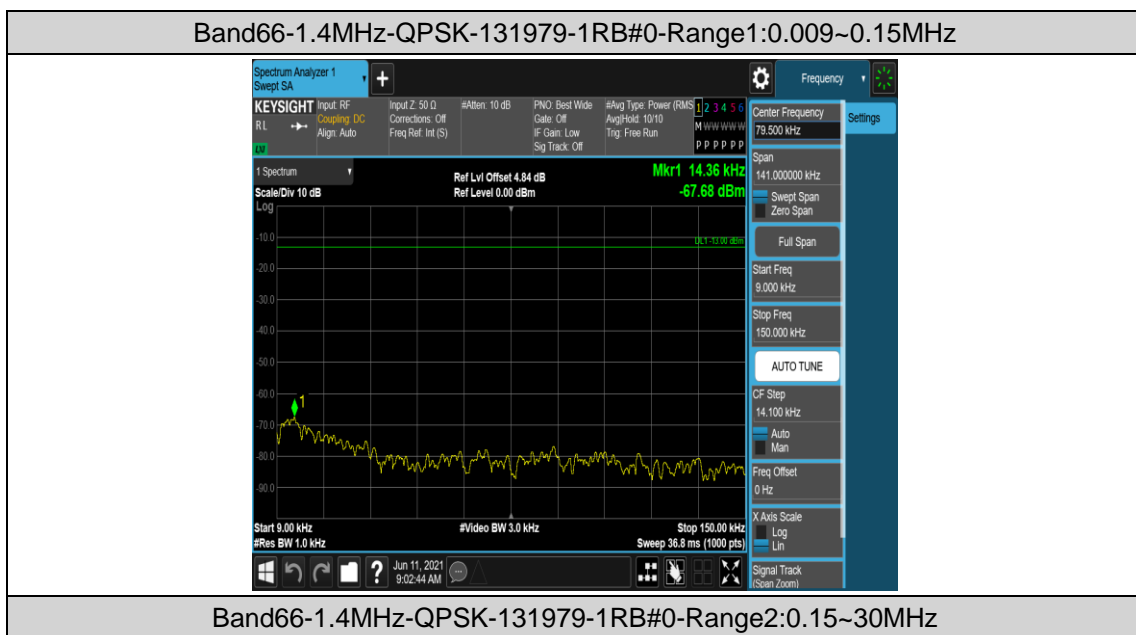 Band66-1.4MHz-QPSK-131979-1RB#0-Range1:0.009~0.15MHz
Spectrum Analyzer 1
Swept SA
+
Frequency
KEYSIGHT
RL
LXI
Input: RF
Coupling: DC
Align: Auto
Input Z: 50 Ω
Corrections: Off
Freq Ref: Int (S)
#Atten: 10 dB
PNO: Best Wide
Gate: Off
IF Gain: Low
Sig Track: Off
#Avg Type: Power (RMS
Avg|Hold: 10/10
Trig: Free Run
1 2 3 4 5 6
M W W W W W
P P P P P P
Center Frequency
79.500 kHz
Settings
Span
141.000000 kHz
Swept Span
Zero Span
Full Span
Start Freq
9.000 kHz
Stop Freq
150.000 kHz
AUTO TUNE
CF Step
14.100 kHz
Auto
Man
Freq Offset
0 Hz
X Axis Scale
Log
Lin
Signal Track
(Span Zoom)
1 Spectrum
Scale/Div 10 dB
Ref Lvl Offset 4.84 dB
Ref Level 0.00 dBm
Mkr1 14.36 kHz
-67.68 dBm
Log
-10.0
DL1 -13.00 dBm
-20.0
-30.0
-40.0
-50.0
-60.0
1
-70.0
-80.0
-90.0
Start 9.00 kHz
#Video BW 3.0 kHz
Stop 150.00 kHz
#Res BW 1.0 kHz
Sweep 36.8 ms (1000 pts)
?
Jun 11, 2021
9:02:44 AM
Band66-1.4MHz-QPSK-131979-1RB#0-Range2:0.15~30MHz